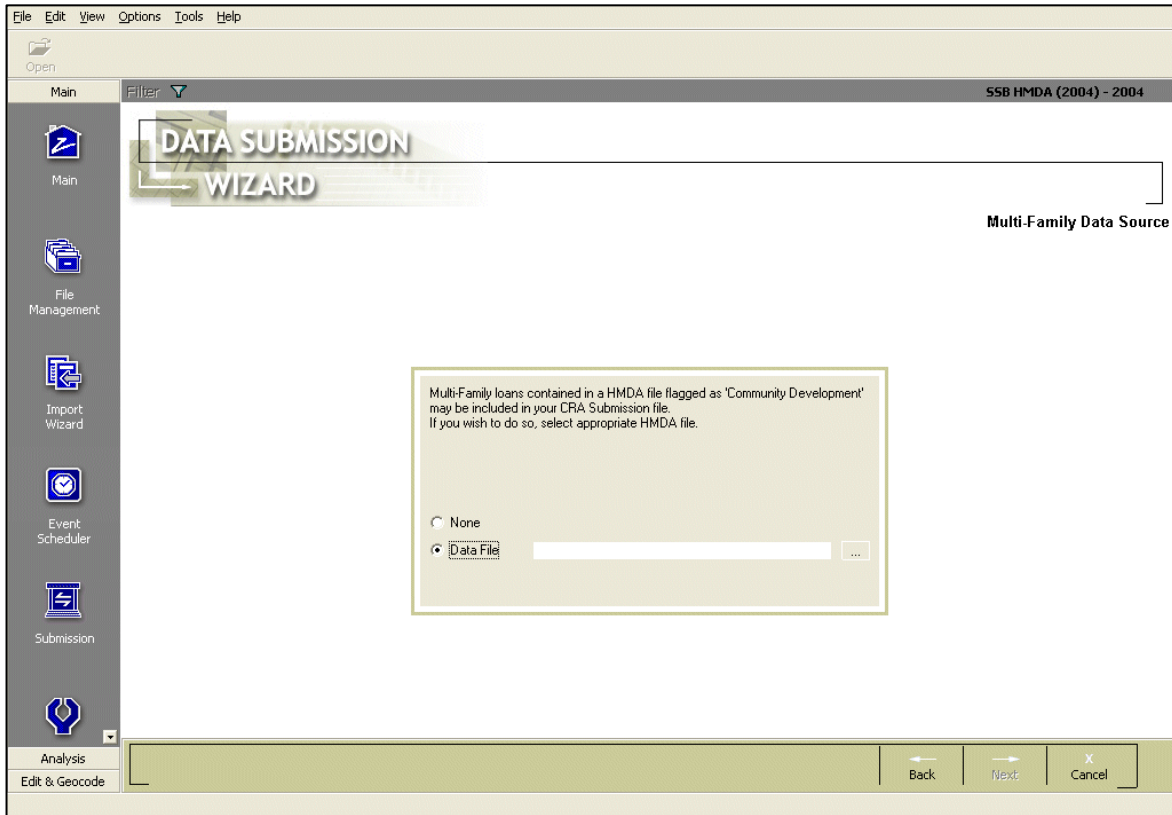 File Edit View Options Tools Help
Open
Main
Filter
SSB HMDA (2004) - 2004
DATA SUBMISSION
WIZARD
Multi-Family Data Source
Main
File
Management
Import
Wizard
Event
Scheduler
Submission
Multi-Family loans contained in a HMDA file flagged as 'Community Development'
may be included in your CRA Submission file.
If you wish to do so, select appropriate HMDA file.
None
Data File
...
Analysis
Edit & Geocode
Back
Next
X
Cancel